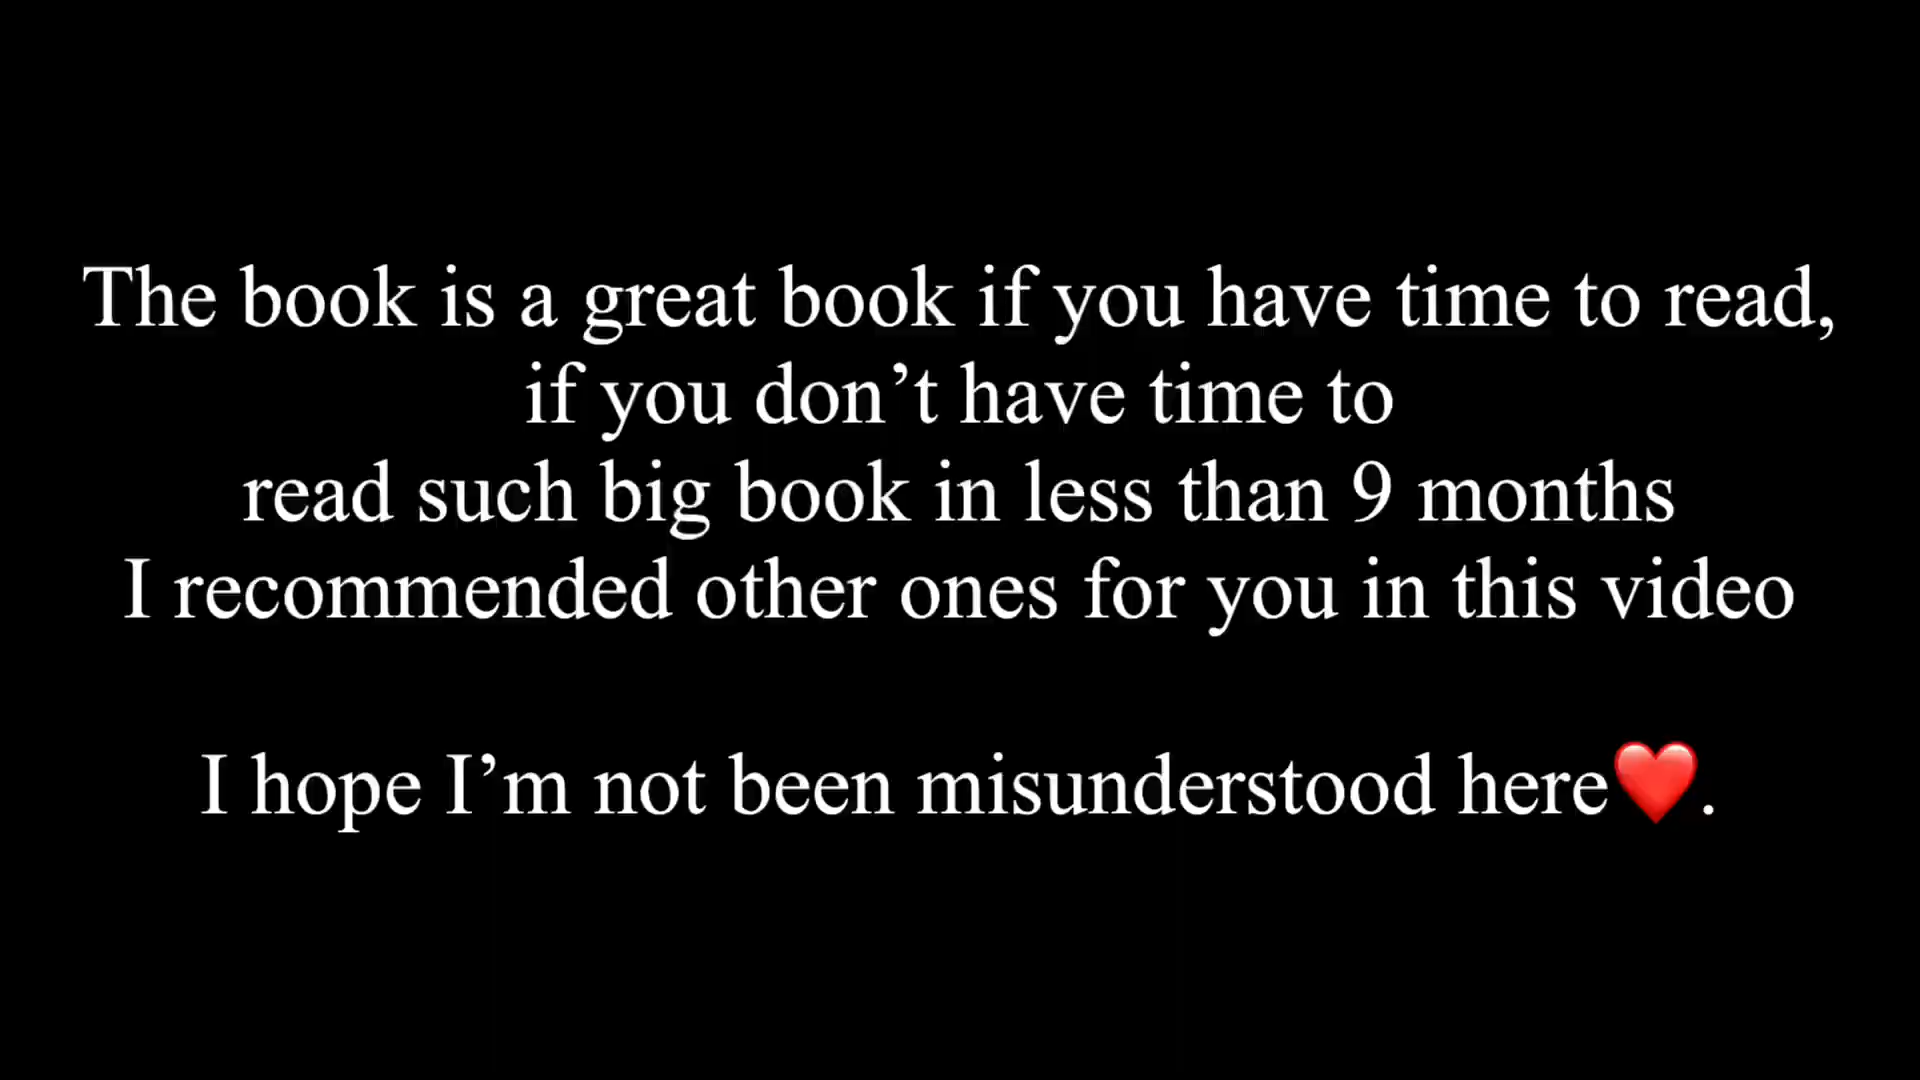 The book is a great book if you have time to read,
if you don’t have time to
read such big book in less than 9 months
I recommended other ones for you in this video
I hope I’m not been misunderstood here❤️.